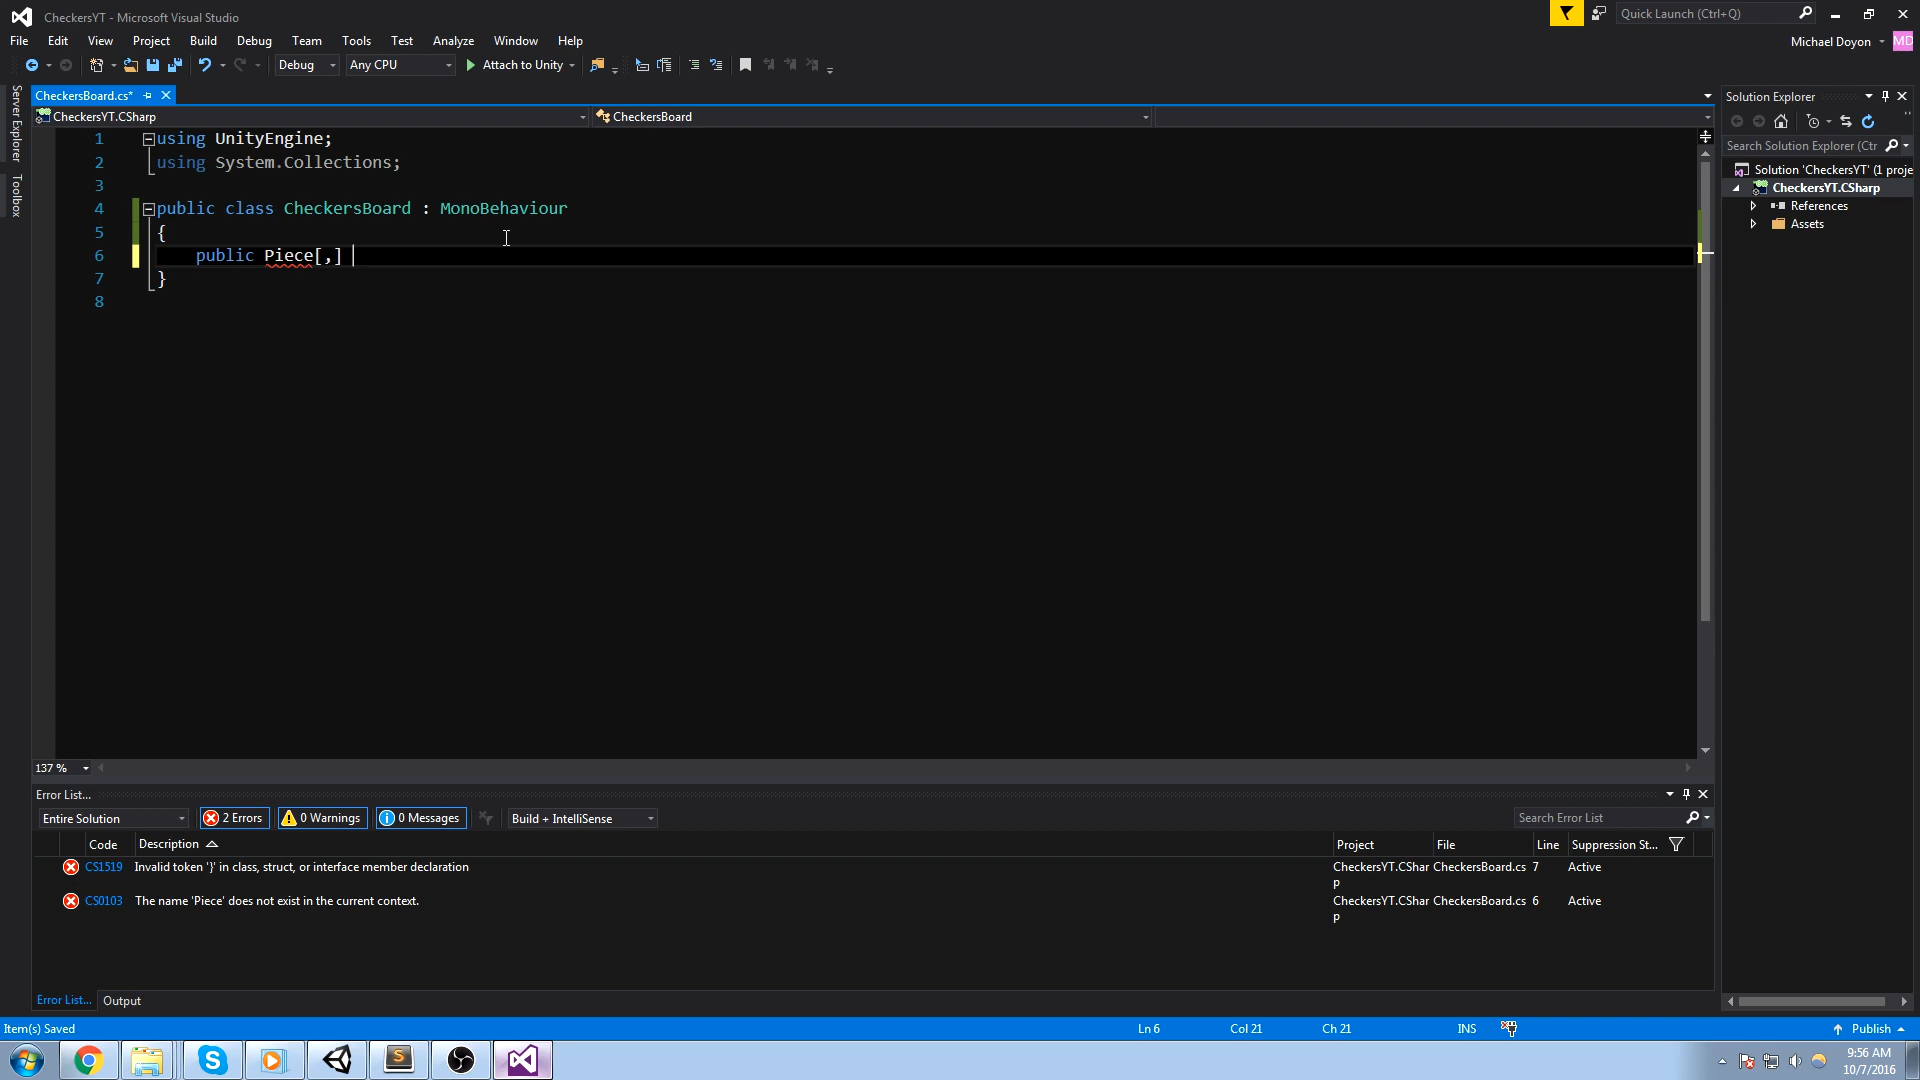 CheckersYT - Microsoft Visual Studio
Quick Launch (Ctrl+Q)
File Edit View Project Build Debug Team Tools Test Analyze Window Help
Michael Doyon MD
Debug Any CPU Attach to Unity
Server Explorer
Toolbox
CheckersBoard.cs*
CheckersYT.CSharp CheckersBoard
1 using UnityEngine;
2 using System.Collections;
3
4 public class CheckersBoard : MonoBehaviour
5 {
6 public Piece[,]
7 }
8
137 %
Solution Explorer
Search Solution Explorer (Ctr
Solution 'CheckersYT' (1 proje
CheckersYT.CSharp
References
Assets
Error List...
Entire Solution 2 Errors 0 Warnings 0 Messages Build + IntelliSense Search Error List
Code Description Project File Line Suppression St...
CS1519 Invalid token '}' in class, struct, or interface member declaration CheckersYT.CShar CheckersBoard.cs 7 Active
p
CS0103 The name 'Piece' does not exist in the current context. CheckersYT.CShar CheckersBoard.cs 6 Active
p
Error List... Output
Item(s) Saved Ln 6 Col 21 Ch 21 INS Publish
9:56 AM
10/7/2016